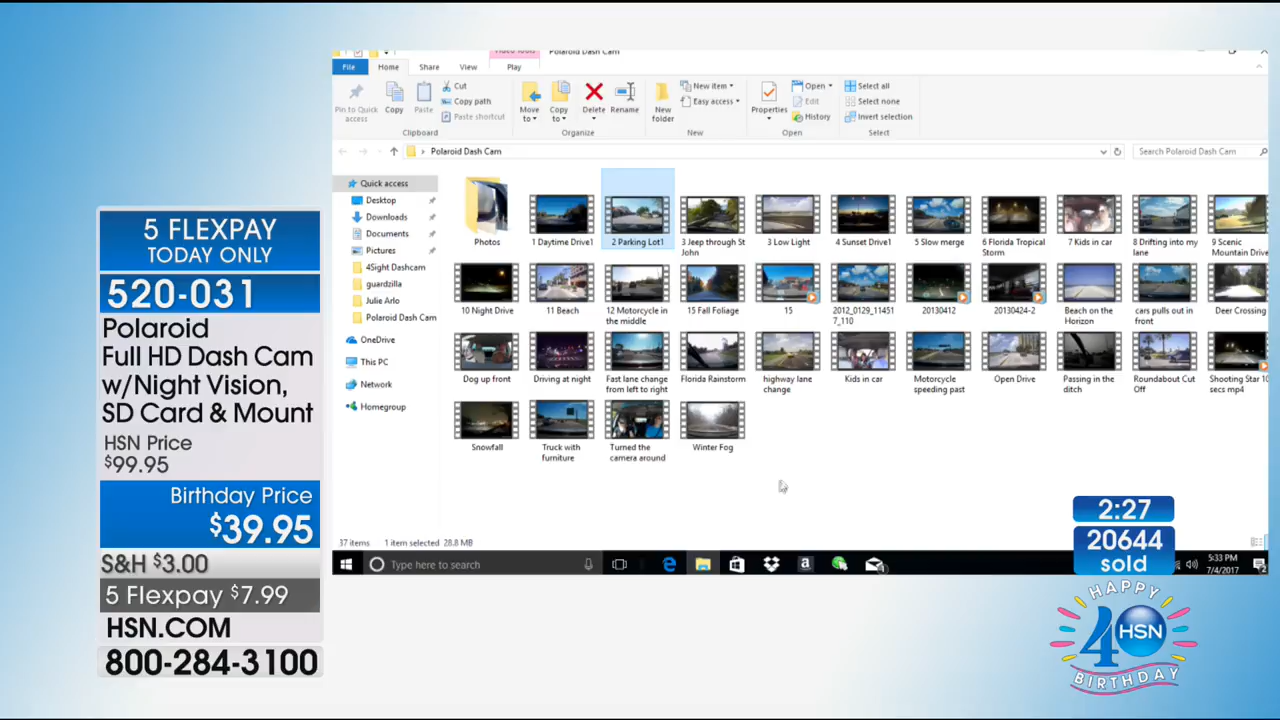 5 FLEXPAY
TODAY ONLY
520-031
Polaroid
Full HD Dash Cam
w/Night Vision,
SD Card & Mount
HSN Price
$99.95
Birthday Price
$39.95
S&H $3.00
5 Flexpay $7.99
HSN.COM
800-284-3100
Video Tools
Polaroid Dash Cam
File
Home
Share
View
Play
Pin to Quick
access
Copy
Paste
Cut
Copy path
Paste shortcut
Clipboard
Move
to
Copy
to
Delete
Rename
Organize
New
folder
New item
Easy access
New
Properties
Open
Edit
History
Open
Select all
Select none
Invert selection
Select
Polaroid Dash Cam
Search Polaroid Dash Cam
Quick access
Desktop
Downloads
Documents
Pictures
4Sight Dashcam
guardzilla
Julie Arlo
Polaroid Dash Cam
OneDrive
This PC
Network
Homegroup
Photos
1 Daytime Drive1
2 Parking Lot1
3 Jeep through St
John
3 Low Light
4 Sunset Drive1
5 Slow merge
6 Florida Tropical
Storm
7 Kids in car
8 Drifting into my
lane
9 Scenic
Mountain Drive
10 Night Drive
11 Beach
12 Motorcycle in
the middle
15 Fall Foliage
15
2012_0129_11451
7_110
20130412
20130424-2
Beach on the
Horizon
cars pulls out in
front
Deer Crossing
Dog up front
Driving at night
Fast lane change
from left to right
Florida Rainstorm
highway lane
change
Kids in car
Motorcycle
speeding past
Open Drive
Passing in the
ditch
Roundabout Cut
Off
Shooting Star 10
secs mp4
Snowfall
Truck with
furniture
Turned the
camera around
Winter Fog
37 items
1 item selected 28.8 MB
Type here to search
5:33 PM
7/4/2017
2:27
20644
sold
HAPPY
40
HSN
BIRTHDAY